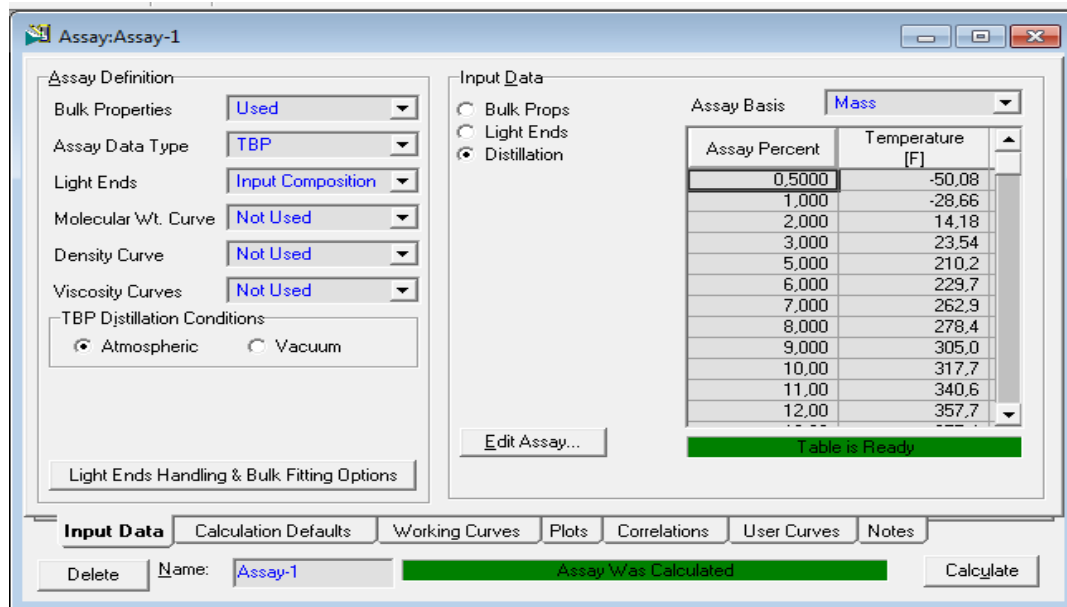 Assay:Assay-1
Assay Definition
Bulk Properties Used
Assay Data Type TBP
Light Ends Input Composition
Molecular Wt. Curve Not Used
Density Curve Not Used
Viscosity Curves Not Used
TBP Distillation Conditions
Atmospheric Vacuum
Light Ends Handling & Bulk Fitting Options
Input Data
Bulk Props
Light Ends
Distillation
Edit Assay...
Assay Basis Mass
Assay Percent Temperature [F]
0,5000 -50,08
1,000 -28,66
2,000 14,18
3,000 23,54
5,000 210,2
6,000 229,7
7,000 262,9
8,000 278,4
9,000 305,0
10,00 317,7
11,00 340,6
12,00 357,7
Table is Ready
Input Data Calculation Defaults Working Curves Plots Correlations User Curves Notes
Delete Name: Assay-1 Assay Was Calculated Calculate